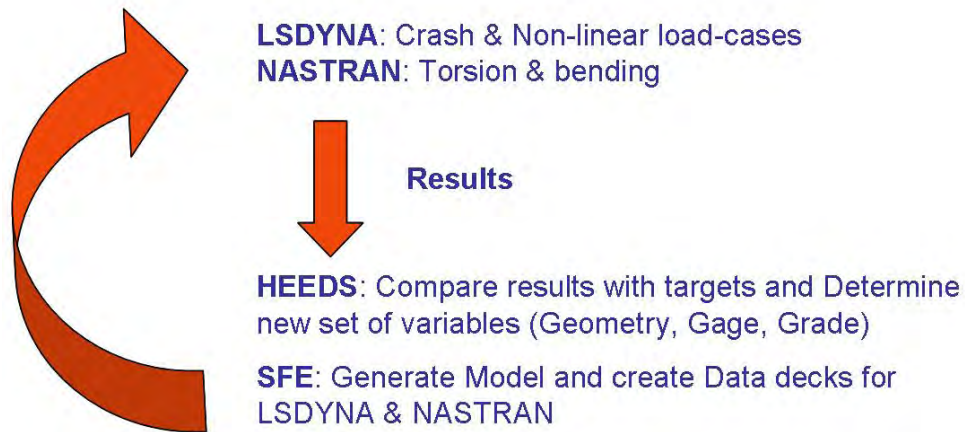 LSDYNA: Crash & Non-linear load-cases
NASTRAN: Torsion & bending
Results
HEEDS: Compare results with targets and Determine
new set of variables (Geometry, Gage, Grade)
SFE: Generate Model and create Data decks for
LSDYNA & NASTRAN